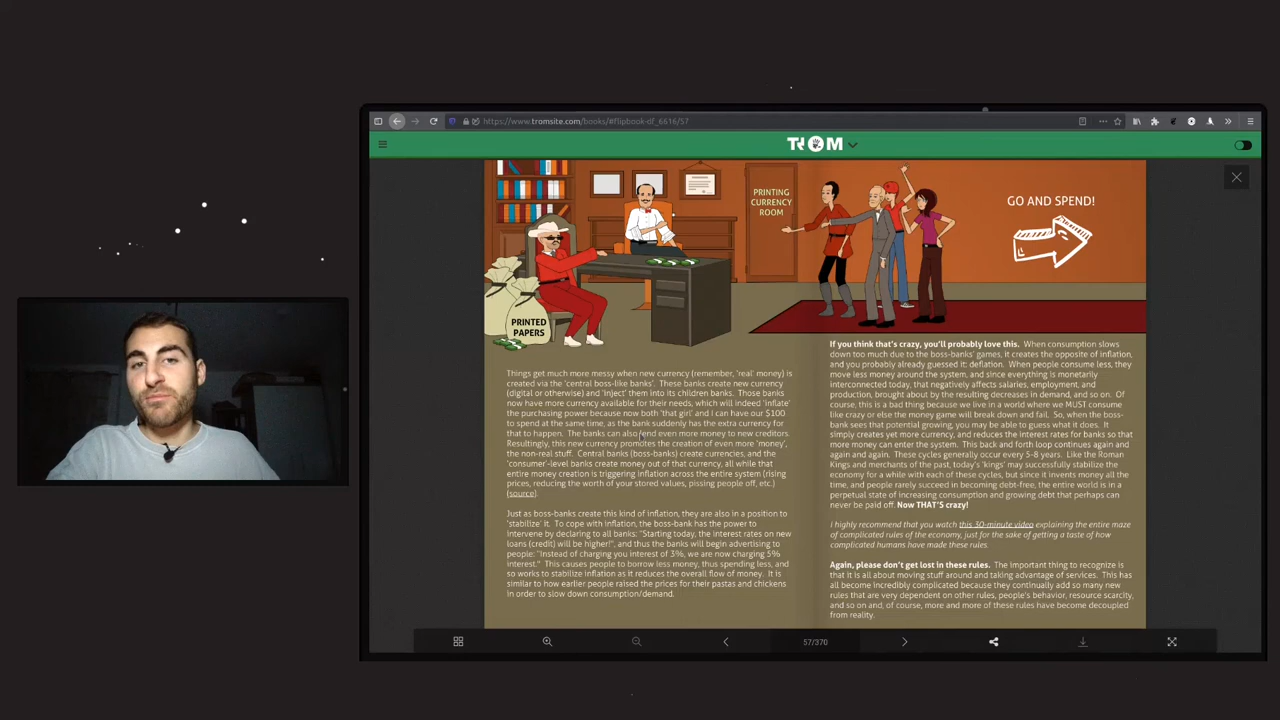 https://www.tromsite.com/books/#flipbook-df_6616/57
TROM
PRINTING
CURRENCY
ROOM
GO AND SPEND!
PRINTED
PAPERS
Things get much more messy when new currency (remember, 'real' money) is
created via the 'central boss-like banks'. These banks create new currency
(digital or otherwise) and 'inject' them into its children banks. Those banks
now have more currency available for their needs, which will indeed 'inflate'
the purchasing power because now both 'that girl' and I can have our $100
to spend at the same time, as the bank suddenly has the extra currency for
that to happen. The banks can also lend even more money to new creditors.
Resultingly, this new currency promotes the creation of even more 'money',
the non-real stuff. Central banks (boss-banks) create currencies, and the
'consumer'-level banks create money out of that currency, all while that
entire money creation is triggering inflation across the entire system (rising
prices, reducing the worth of your stored values, pissing people off, etc.)
(source).
Just as boss-banks create this kind of inflation, they are also in a position to
'stabilize' it. To cope with inflation, the boss-bank has the power to
intervene by declaring to all banks: "Starting today, the interest rates on new
loans (credit) will be higher!", and thus the banks will begin advertising to
people: "Instead of charging you interest of 3%, we are now charging 5%
interest." This causes people to borrow less money, thus spending less, and
so works to stabilize inflation as it reduces the overall flow of money. It is
similar to how earlier people raised the prices for their pastas and chickens
in order to slow down consumption/demand.
If you think that's crazy, you'll probably love this. When consumption slows
down too much due to the boss-banks' games, it creates the opposite of inflation,
and you probably already guessed it: deflation. When people consume less, they
move less money around the system, and since everything is monetarily
interconnected today, that negatively affects salaries, employment, and
production, brought about by the resulting decreases in demand, and so on. Of
course, this is a bad thing because we live in a world where we MUST consume
like crazy or else the money game will break down and fail. So, when the boss-
bank sees that potential growing, you may be able to guess what it does. It
simply creates yet more currency, and reduces the interest rates for banks so that
more money can enter the system. This back and forth loop continues again and
again and again. These cycles generally occur every 5-8 years. Like the Roman
Kings and merchants of the past, today's 'kings' may successfully stabilize the
economy for a while with each of these cycles, but since it invents money all the
time, and people rarely succeed in becoming debt-free, the entire world is in a
perpetual state of increasing consumption and growing debt that perhaps can
never be paid off. Now THAT'S crazy!
I highly recommend that you watch this 30-minute video explaining the entire maze
of complicated rules of the economy, just for the sake of getting a taste of how
complicated humans have made these rules.
Again, please don't get lost in these rules. The important thing to recognize is
that it is all about moving stuff around and taking advantage of services. This has
all become incredibly complicated because they continually add so many new
rules that are very dependent on other rules, people's behavior, resource scarcity,
and so on and, of course, more and more of these rules have become decoupled
from reality.
57/370